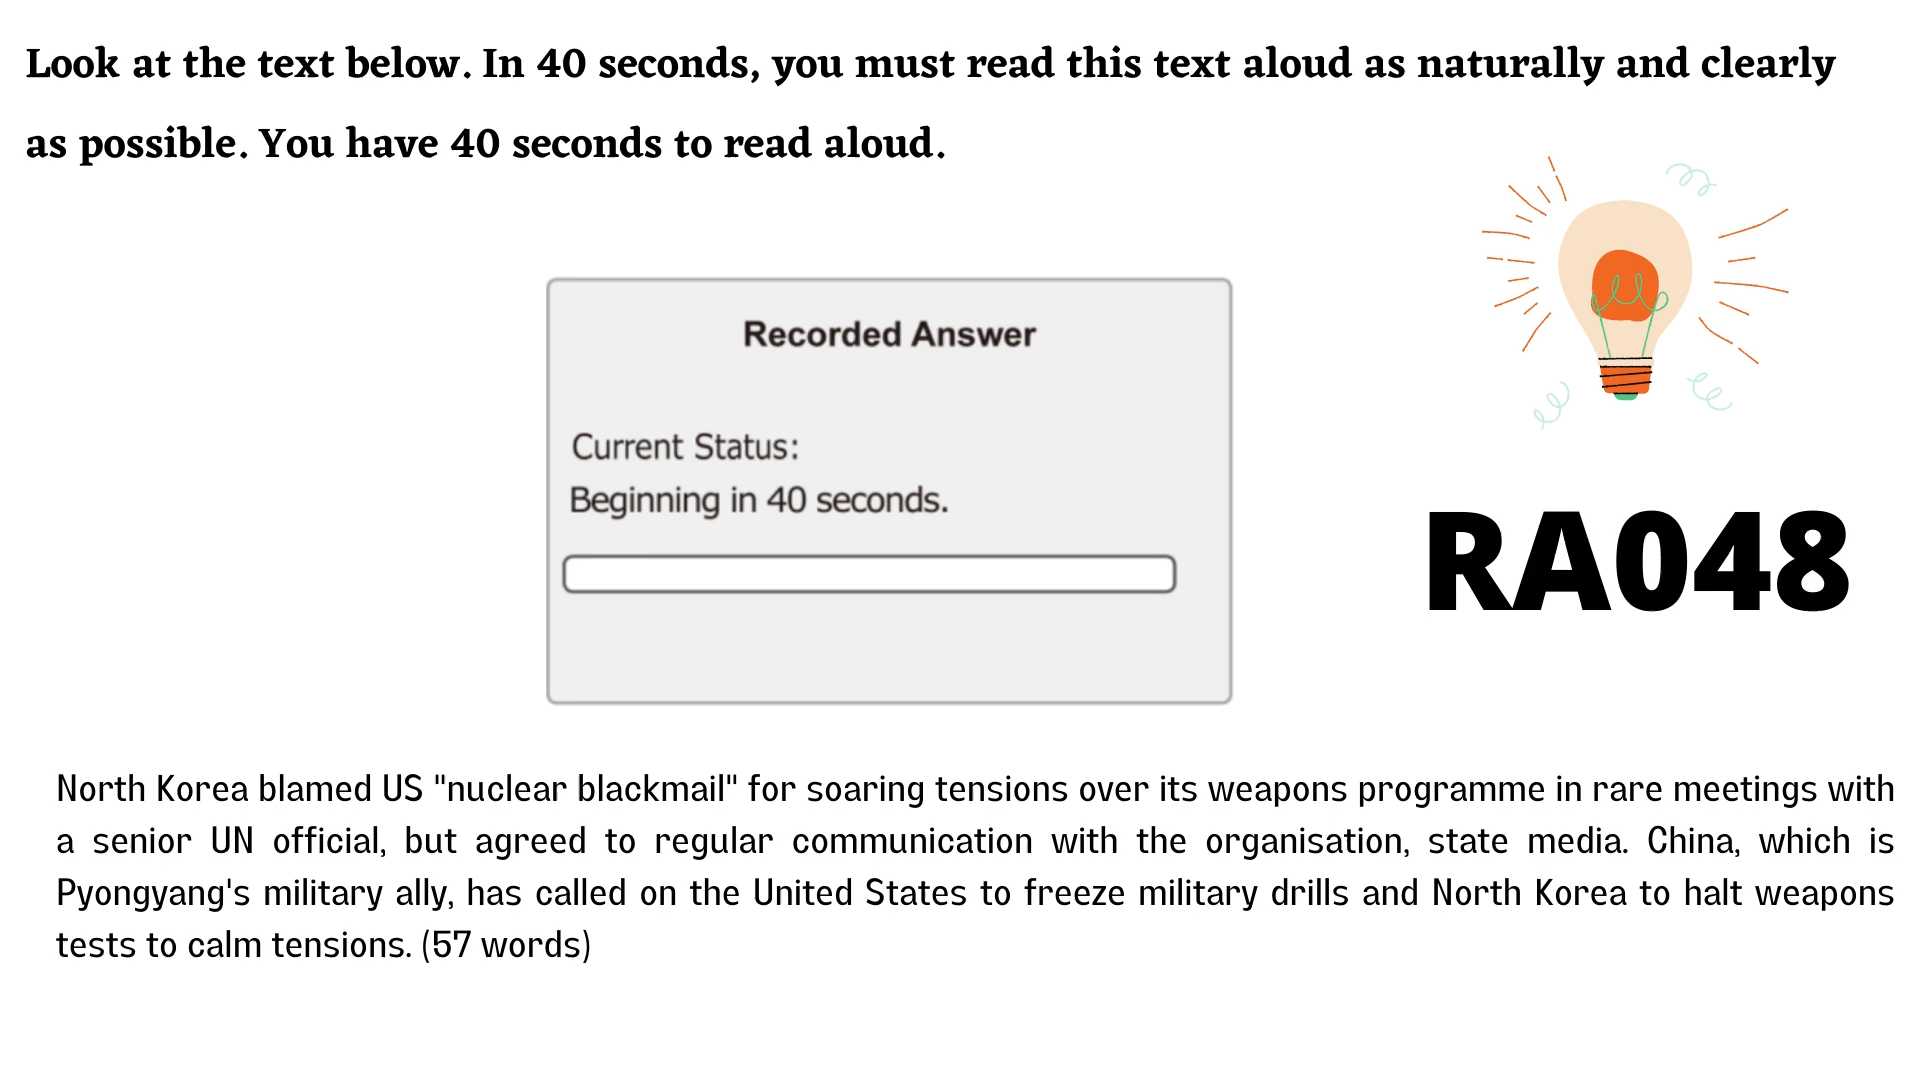 Look at the text below. In 40 seconds, you must read this text aloud as naturally and clearly
as possible. You have 40 seconds to read aloud.
Recorded Answer
Current Status:
Beginning in 40 seconds.
RA048
North Korea blamed US "nuclear blackmail" for soaring tensions over its weapons programme in rare meetings with
a senior UN official, but agreed to regular communication with the organisation, state media. China, which is
Pyongyang's military ally, has called on the United States to freeze military drills and North Korea to halt weapons
tests to calm tensions. (57 words)